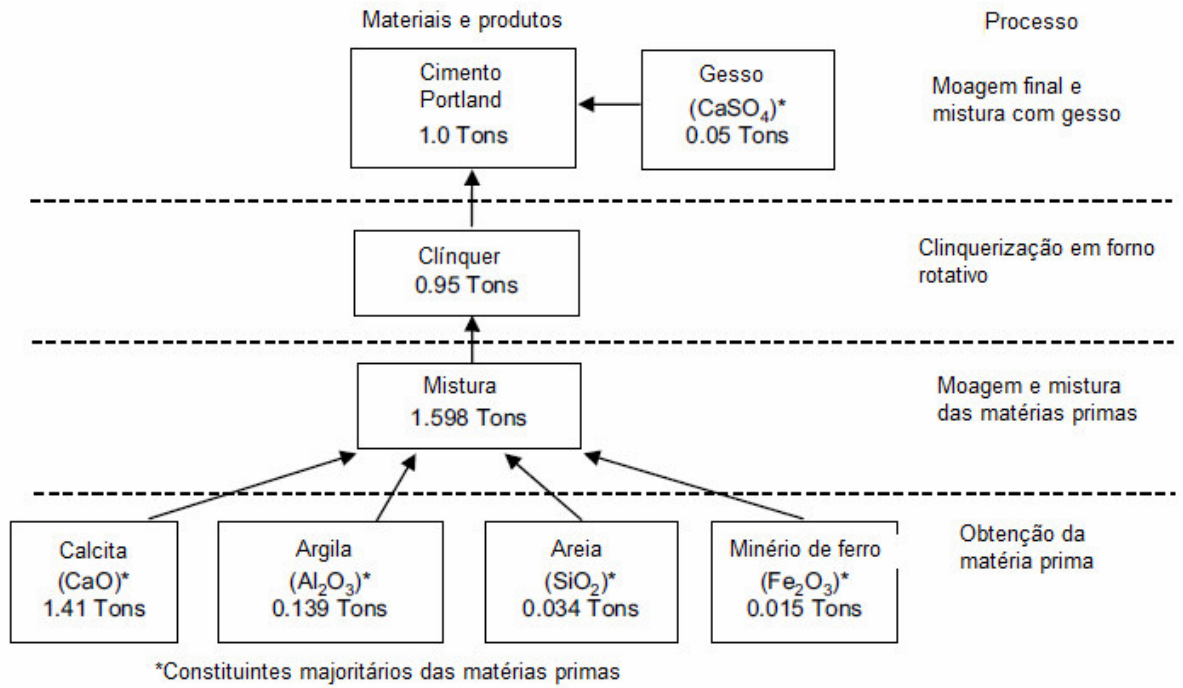 Materiais e produtos
Processo
Cimento
Portland
1.0 Tons
Gesso
(CaSO₄)*
0.05 Tons
Moagem final e
mistura com gesso
Clínquer
0.95 Tons
Clinquerização em forno
rotativo
Mistura
1.598 Tons
Moagem e mistura
das matérias primas
Calcita
(CaO)*
1.41 Tons
Argila
(Al₂O₃)*
0.139 Tons
Areia
(SiO₂)*
0.034 Tons
Minério de ferro
(Fe₂O₃)*
0.015 Tons
Obtenção da
matéria prima
*Constituintes majoritários das matérias primas